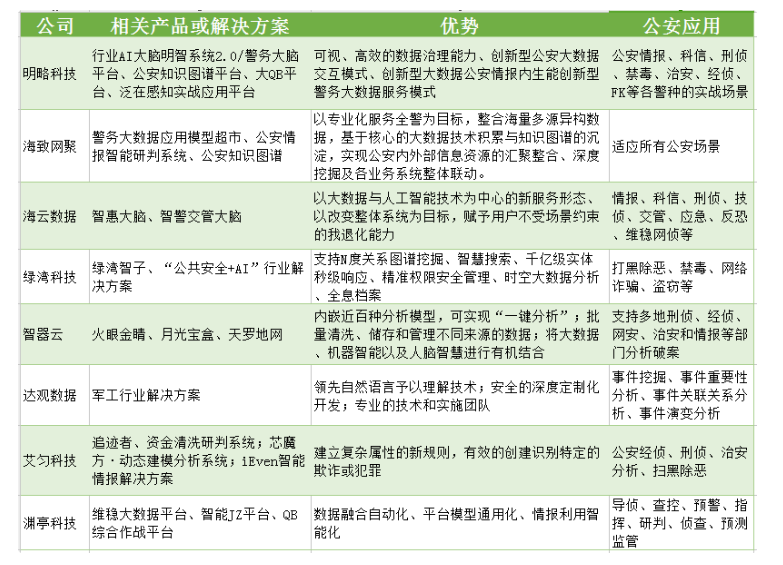 公司 相关产品或解决方案 优势 公安应用
明略科技
行业AI大脑明智系统2.0/警务大脑
平台、公安知识图谱平台、大QB平
台、泛在感知实战应用平台
可视、高效的数据治理能力、创新型公安大数据
交互模式、创新型大数据公安情报内生能创新型
警务大数据服务模式
公安情报、科信、刑侦
、禁毒、治安、经侦、
FK等各警种的实战场景
海致网聚
警务大数据应用模型超市、公安情
报智能研判系统、公安知识图谱
以专业化服务全警为目标，整合海量多源异构数
据，基于核心的大数据技术积累与知识图谱的沉
淀，实现公安内外部信息资源的汇聚整合、深度
挖掘及各业务系统整体联动。
适应所有公安场景
海云数据
智惠大脑、智警交管大脑
以大数据与人工智能技术为中心的新服务形态、
以改变整体系统为目标，赋予用户不受场景约束
的我退化能力
情报、科信、刑侦、技
侦、交管、应急、反恐
、维稳网侦等
绿湾科技
绿湾智子、“公共安全+AI”行业解
决方案
支持N度关系图谱挖掘、智慧搜索、千亿级实体
秒级响应、精准权限安全管理、时空大数据分析
、全息档案
打黑除恶、禁毒、网络
诈骗、盗窃等
智器云
火眼金睛、月光宝盒、天罗地网
内嵌近百种分析模型，可实现“一键分析”；批
量清洗、储存和管理不同来源的数据；将大数据
、机器智能以及人脑智慧进行有机结合
支持多地刑侦、经侦、
网安、治安和情报等部
门分析破案
达观数据
军工行业解决方案
领先自然语言予以理解技术；安全的深度定制化
开发；专业的技术和实施团队
事件挖掘、事件重要性
分析、事件关联关系分
析、事件演变分析
艾匀科技
追迹者、资金清洗研判系统；芯魔
方·动态建模分析系统；iEven智能
情报解决方案
建立复杂属性的新规则，有效的创建识别特定的
欺诈或犯罪
公安经侦、刑侦、治安
分析、扫黑除恶
渊亭科技
维稳大数据平台、智能JZ平台、QB
综合作战平台
数据融合自动化、平台模型通用化、情报利用智
能化
导侦、查控、预警、指
挥、研判、侦查、预测
监管